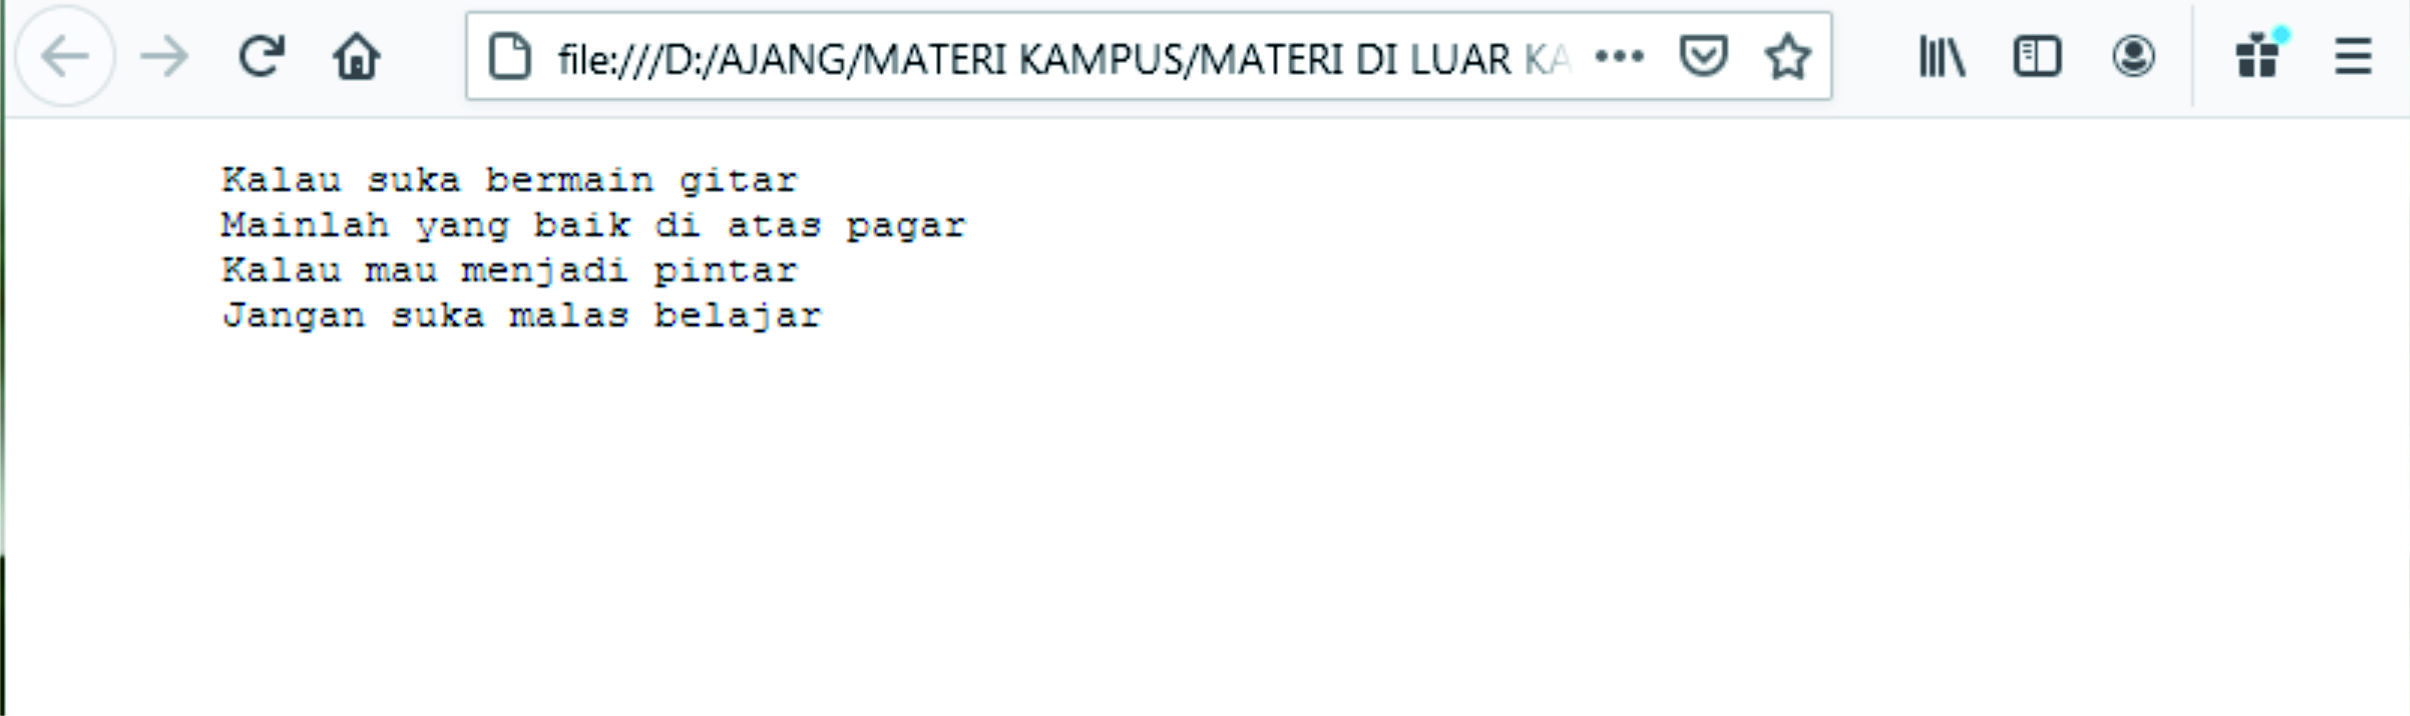 file:///D:/AJANG/MATERI KAMPUS/MATERI DI LUAR KA
Kalau suka bermain gitar
Mainlah yang baik di atas pagar
Kalau mau menjadi pintar
Jangan suka malas belajar